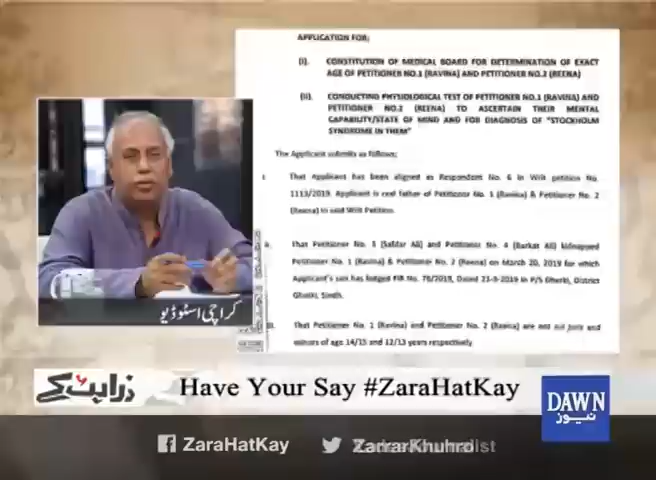 APPLICATION FOR:
(i). CONSTITUTION OF MEDICAL BOARD FOR DETERMINATION OF EXACT
AGE OF PETITIONER NO.1 (RAVINA) AND PETITIONER NO.2 (REENA)
(ii). CONDUCTING PHYSIOLOGICAL TEST OF PETITIONER NO.1 (RAVINA) AND
PETITIONER NO.2 (REENA) TO ASCERTAIN THEIR MENTAL
CAPABILITY/STATE OF MIND AND FOR DIAGNOSIS OF "STOCKHOLM
SYNDROME IN THEM"
The Applicant submits as follows;
That Applicant has been aligned as Respondent No. 6 in Writ petition No.
1113/2019. Applicant is real father of Petitioner No. 1 (Ravina) & Petitioner No. 2
(Reena) in said Writ Petition.
That Petitioner No. 3 (Safdar Ali) and Petitioner No. 4 (Barkat Ali) kidnapped
Petitioner No. 1 (Ravina) & Petitioner No. 2 (Reena) on March 20, 2019 for which
Applicant's son has lodged FIR No. 78/2019, Dated 23-9-2019 in P/S Gherki, District
Ghotki, Sindh.
That Petitioner No. 1 (Ravina) and Petitioner No. 2 (Reena) are not sui juris and
minors of age 14/15 and 12/13 years respectively.
کراچی اسٹوڈیو
ذرا ہٹ کے
Have Your Say #ZaraHatKay
DAWN
نیوز
ZaraHatKay
ZarrarKhuhro